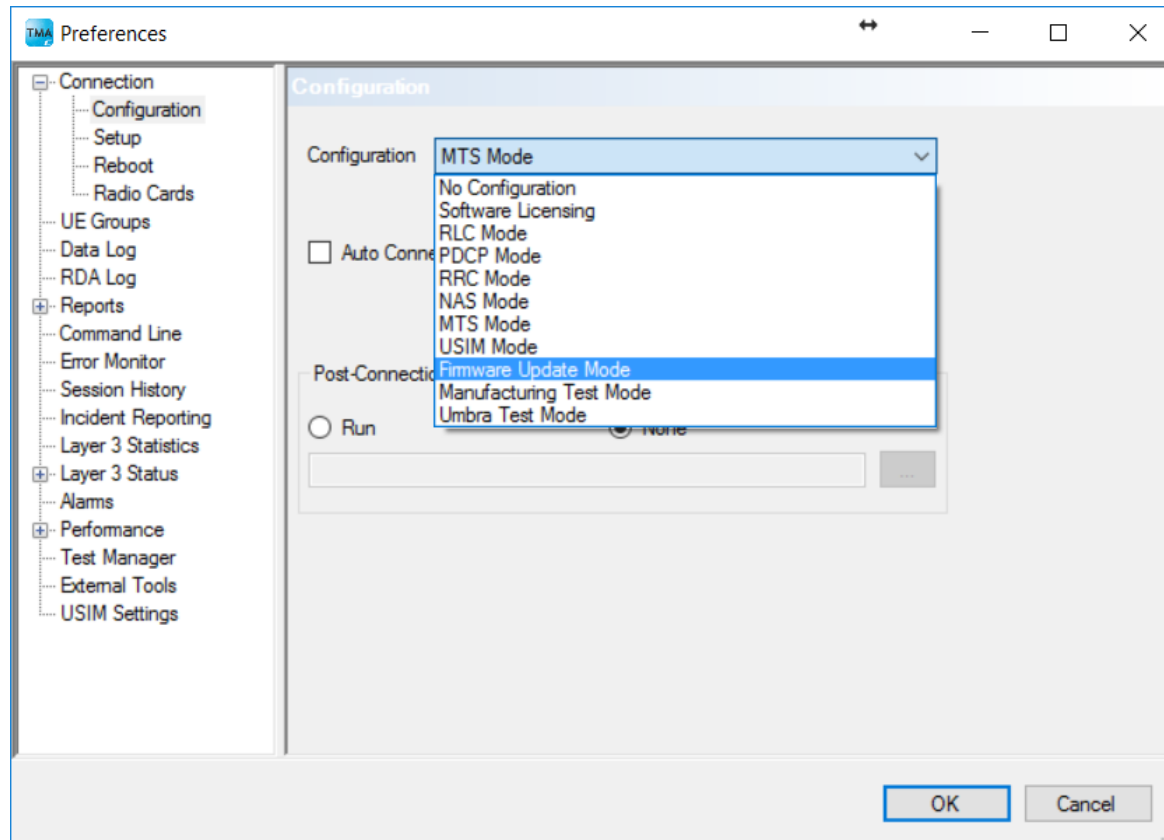 TMA Preferences
Connection
Configuration
Setup
Reboot
Radio Cards
UE Groups
Data Log
RDA Log
Reports
Command Line
Error Monitor
Session History
Incident Reporting
Layer 3 Statistics
Layer 3 Status
Alarms
Performance
Test Manager
External Tools
USIM Settings
Configuration
Configuration MTS Mode
No Configuration
Software Licensing
RLC Mode
Auto Conne
PDCP Mode
RRC Mode
NAS Mode
MTS Mode
USIM Mode
Post-Connectio
Firmware Update Mode
Manufacturing Test Mode
Umbra Test Mode
Run
None
...
OK Cancel